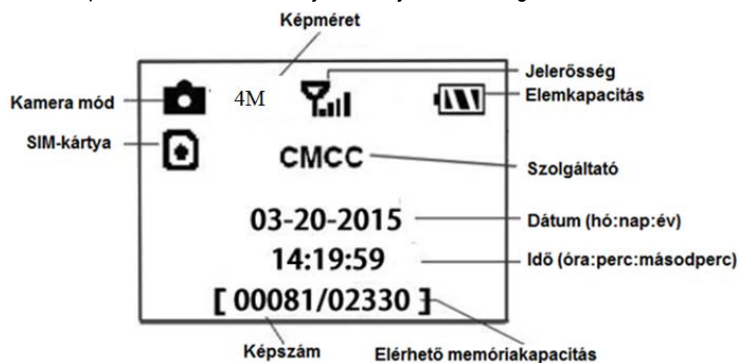 Képméret
Jelerősség
Kamera mód
4M
Elemkapacitás
SIM-kártya
CMCC
Szolgáltató
03-20-2015
Dátum (hó:nap:év)
14:19:59
Idő (óra:perc:másodperc)
[ 00081/02330 ]
Képszám
Elérhető memóriakapacitás